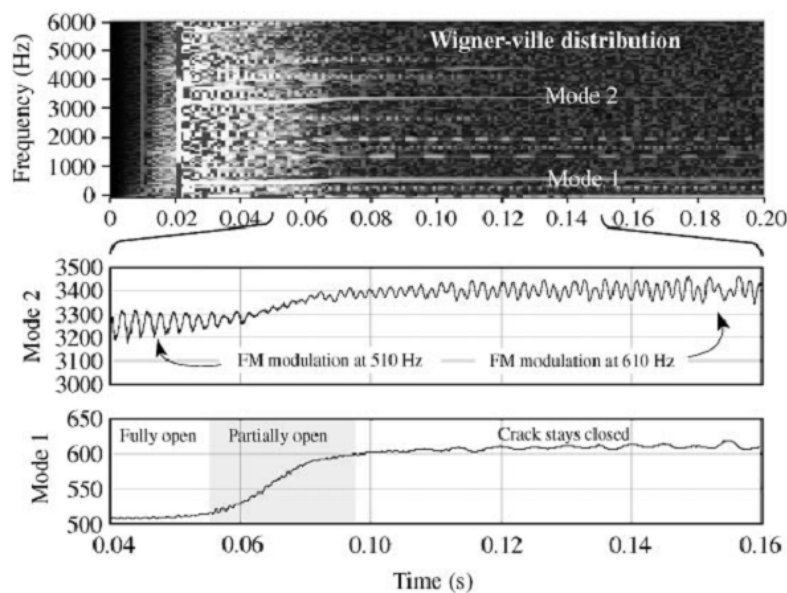 6000
5000
4000
3000
2000
1000
0
Frequency (Hz)
Wigner-ville distribution
Mode 2
Mode 1
0 0.02 0.04 0.06 0.08 0.10 0.12 0.14 0.16 0.18 0.20
3500
3400
3300
3200
3100
3000
Mode 2
FM modulation at 510 Hz
FM modulation at 610 Hz
650
600
550
500
Mode 1
Fully open
Partially open
Crack stays closed
0.04 0.06 0.10 0.12 0.14 0.16
Time (s)